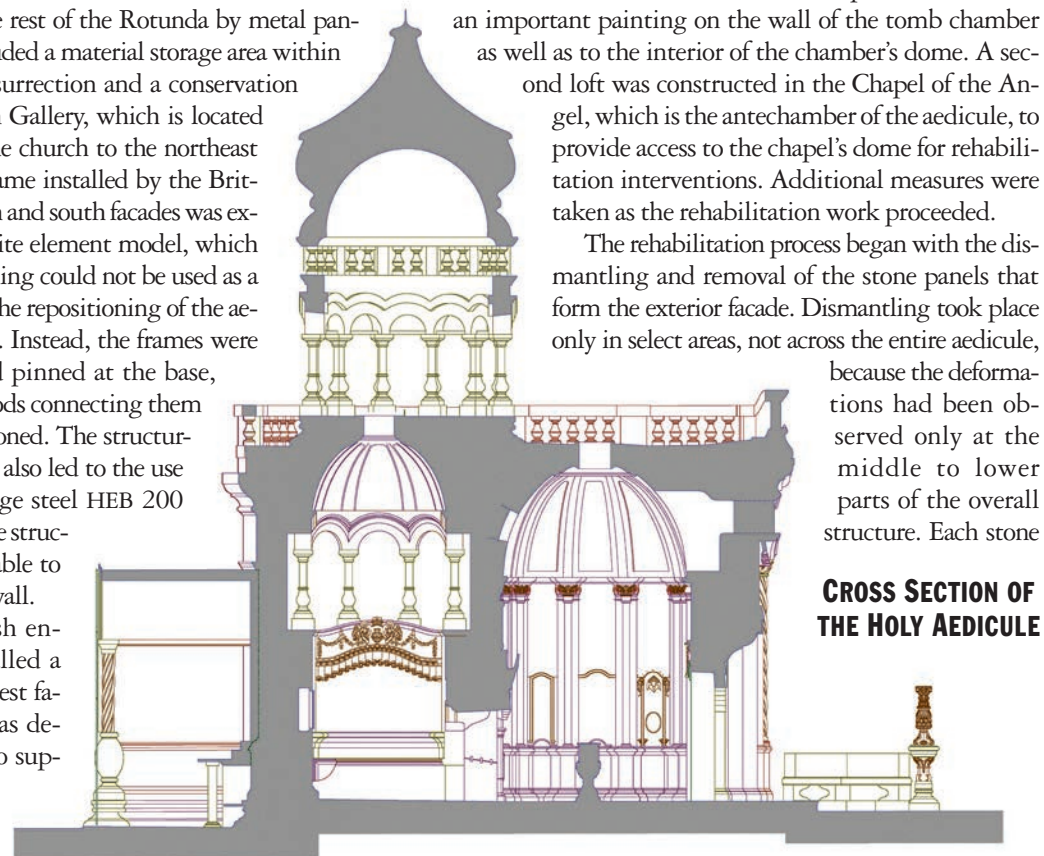 e rest of the Rotunda by metal pan-
uded a material storage area within
surrection and a conservation
n Gallery, which is located
ne church to the northeast
ame installed by the Brit-
h and south facades was ex-
ite element model, which
ing could not be used as a
he repositioning of the ae-
. Instead, the frames were
l pinned at the base,
ods connecting them
oned. The structur-
also led to the use
ge steel HEB 200
e struc-
able to
vall.
sh en-
lled a
est fa-
as de-
o sup-
an important painting on the wall of the tomb chamber
as well as to the interior of the chamber’s dome. A sec-
ond loft was constructed in the Chapel of the An-
gel, which is the antechamber of the aedicule, to
provide access to the chapel’s dome for rehabili-
tation interventions. Additional measures were
taken as the rehabilitation work proceeded.
The rehabilitation process began with the dis-
mantling and removal of the stone panels that
form the exterior facade. Dismantling took place
only in select areas, not across the entire aedicule,
because the deforma-
tions had been ob-
served only at the
middle to lower
parts of the overall
structure. Each stone
CROSS SECTION OF
THE HOLY AEDICULE